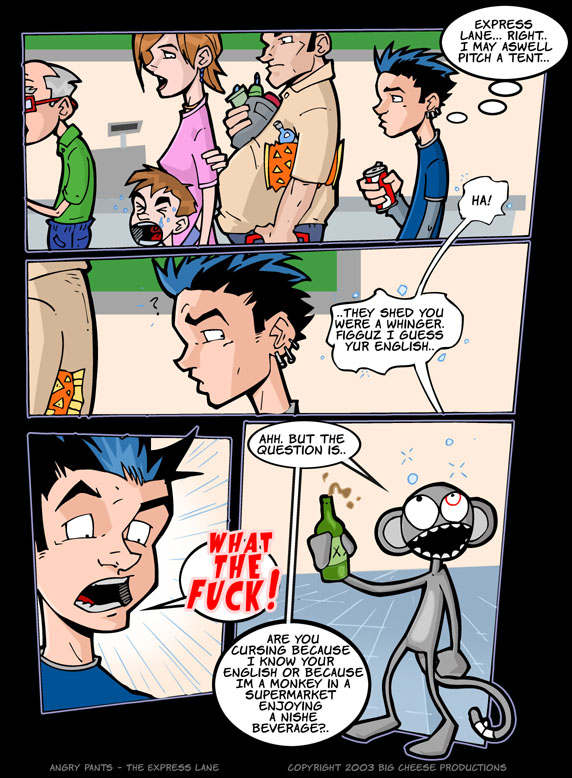 EXPRESS
LANE... RIGHT..
I MAY ASWELL
PITCH A TENT...
HA!
?
..THEY SHED YOU
WERE A WHINGER.
FIGGUZ I GUESS
YUR ENGLISH..
WHAT
THE
FUCK!
AHH. BUT THE
QUESTION IS..
X
ARE YOU
CURSING BECAUSE
I KNOW YOUR
ENGLISH OR BECAUSE
IM A MONKEY IN A
SUPERMARKET
ENJOYING
A NISHE
BEVERAGE?..
ANGRY PANTS - THE EXPRESS LANE COPYRIGHT 2003 BIG CHEESE PRODUCTIONS